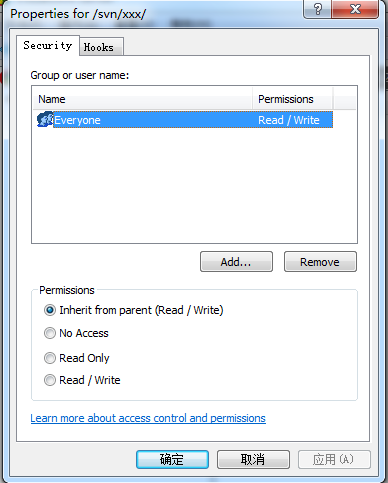 Properties for /svn/xxx/
Security Hooks
Group or user name:
Name Permissions
Everyone Read / Write
Add... Remove
Permissions
Inherit from parent (Read / Write)
No Access
Read Only
Read / Write
Learn more about access control and permissions
确定 取消 应用(A)